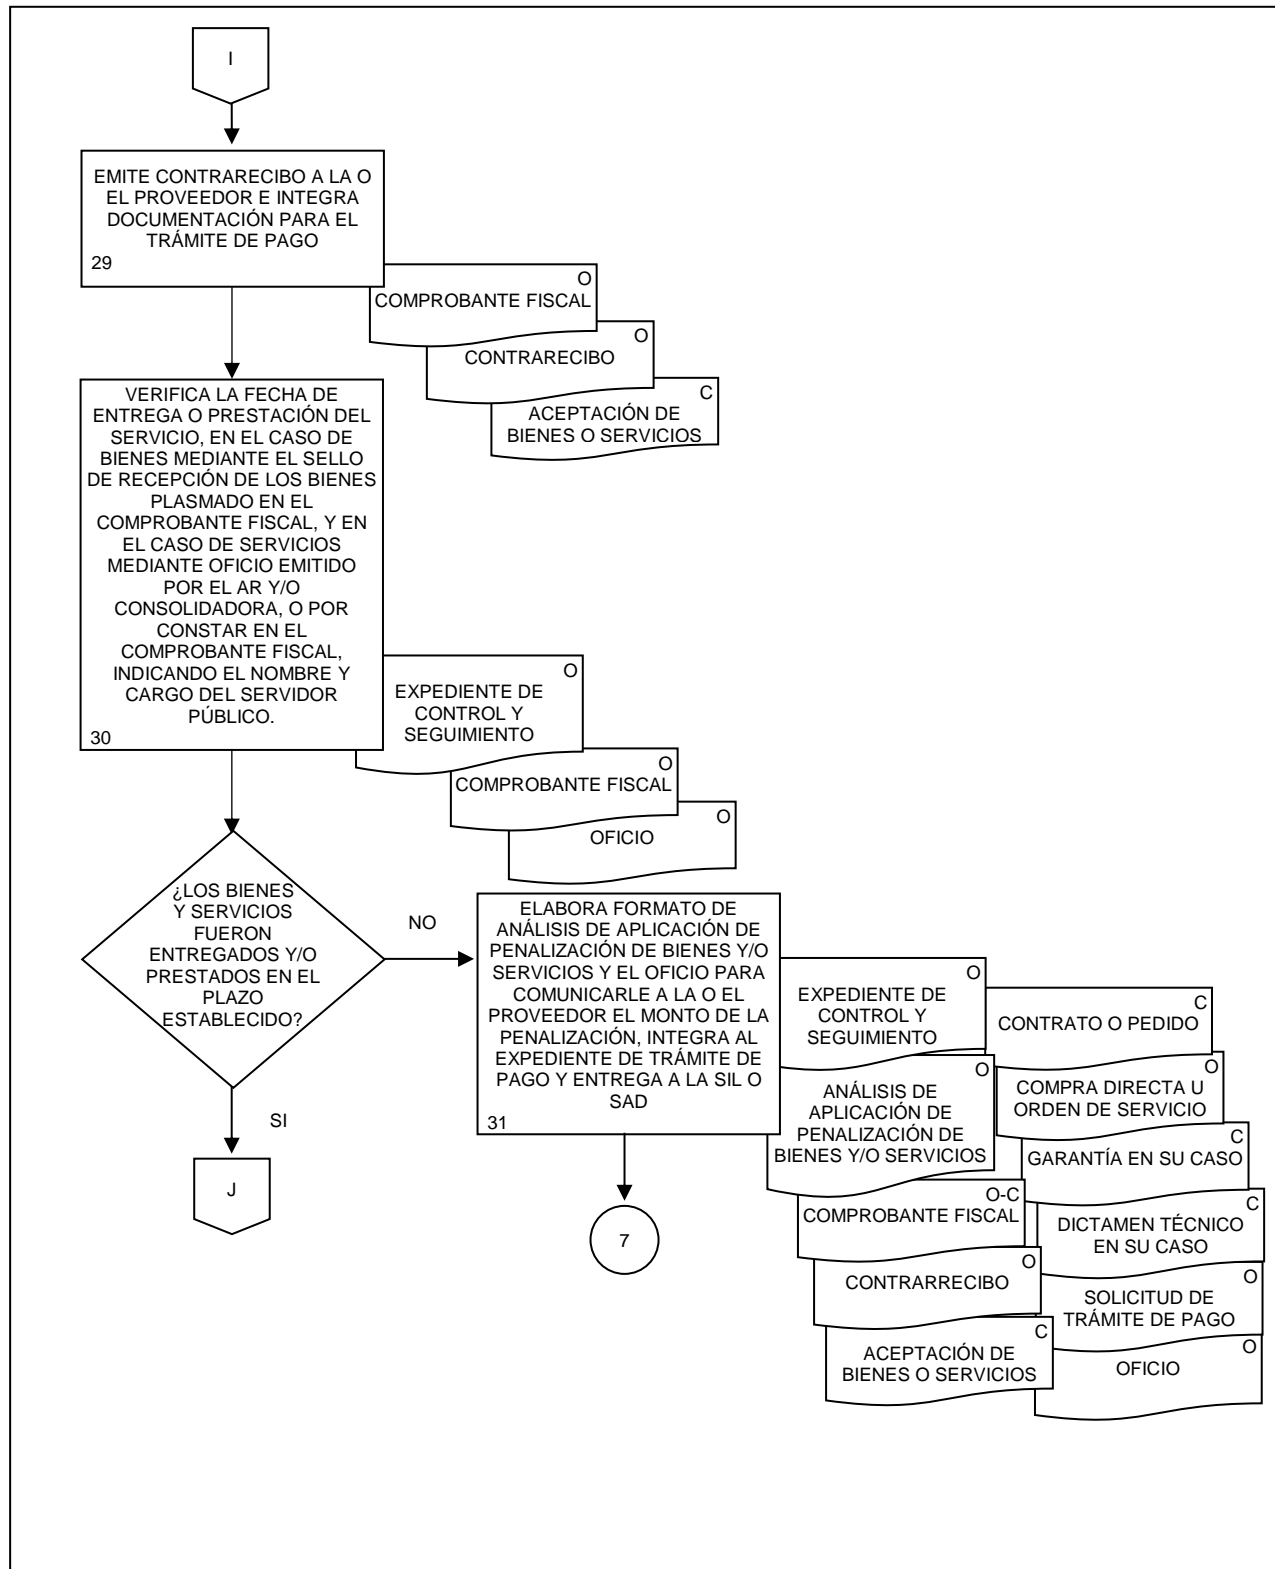 I
EMITE CONTRARECIBO A LA O
EL PROVEEDOR E INTEGRA
DOCUMENTACIÓN PARA EL
TRÁMITE DE PAGO
29
O
COMPROBANTE FISCAL
O
CONTRARECIBO
C
ACEPTACIÓN DE
BIENES O SERVICIOS
VERIFICA LA FECHA DE
ENTREGA O PRESTACIÓN DEL
SERVICIO, EN EL CASO DE
BIENES MEDIANTE EL SELLO
DE RECEPCIÓN DE LOS BIENES
PLASMADO EN EL
COMPROBANTE FISCAL, Y EN
EL CASO DE SERVICIOS
MEDIANTE OFICIO EMITIDO
POR EL AR Y/O
CONSOLIDADORA, O POR
CONSTAR EN EL
COMPROBANTE FISCAL,
INDICANDO EL NOMBRE Y
CARGO DEL SERVIDOR
PÚBLICO.
30
O
EXPEDIENTE DE
CONTROL Y
SEGUIMIENTO
O
COMPROBANTE FISCAL
O
OFICIO
¿LOS BIENES
Y SERVICIOS
FUERON
ENTREGADOS Y/O
PRESTADOS EN EL
PLAZO
ESTABLECIDO?
NO
SI
J
ELABORA FORMATO DE
ANÁLISIS DE APLICACIÓN DE
PENALIZACIÓN DE BIENES Y/O
SERVICIOS Y EL OFICIO PARA
COMUNICARLE A LA O EL
PROVEEDOR EL MONTO DE LA
PENALIZACIÓN, INTEGRA AL
EXPEDIENTE DE TRÁMITE DE
PAGO Y ENTREGA A LA SIL O
SAD
31
7
O
EXPEDIENTE DE
CONTROL Y
SEGUIMIENTO
O
ANÁLISIS DE
APLICACIÓN DE
PENALIZACIÓN DE
BIENES Y/O SERVICIOS
O-C
COMPROBANTE FISCAL
O
CONTRARRECIBO
C
ACEPTACIÓN DE
BIENES O SERVICIOS
C
CONTRATO O PEDIDO
O
COMPRA DIRECTA U
ORDEN DE SERVICIO
C
GARANTÍA EN SU CASO
C
DICTAMEN TÉCNICO
EN SU CASO
O
SOLICITUD DE
TRÁMITE DE PAGO
O
OFICIO